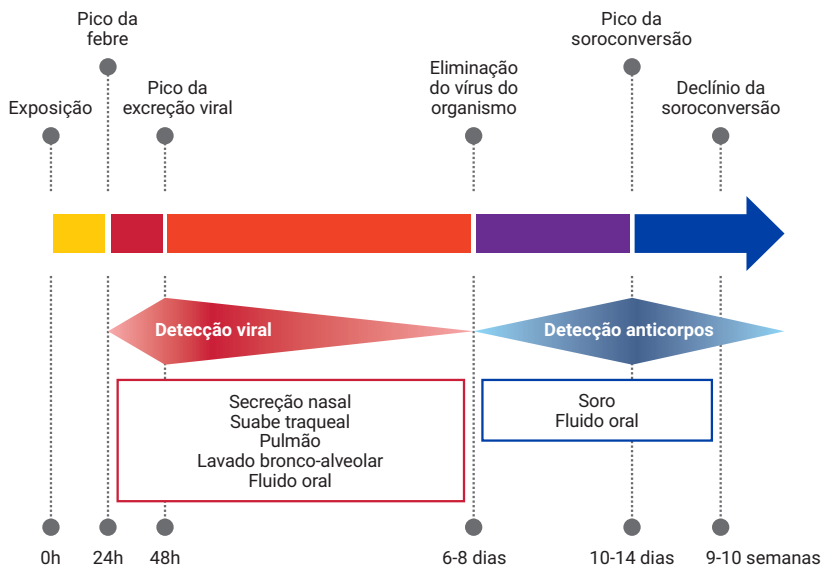 Pico da
febre
Pico da
soroconversão
Exposição
Pico da
excreção viral
Eliminação
do vírus do
organismo
Declínio da
soroconversão
Detecção viral
Detecção anticorpos
Secreção nasal
Suabe traqueal
Pulmão
Lavado bronco-alveolar
Fluido oral
Soro
Fluido oral
0h
24h
48h
6-8 dias
10-14 dias
9-10 semanas